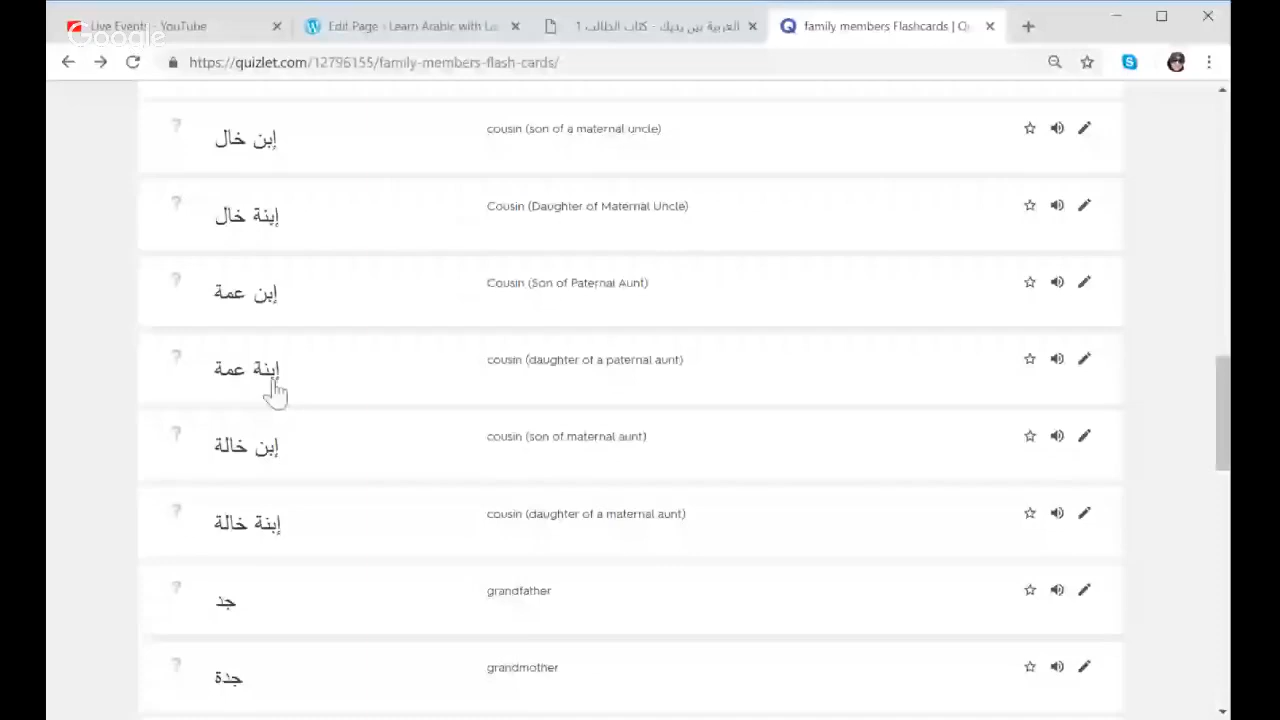 Live Events - YouTube
Edit Page ‹ Learn Arabic with La
العربية بين يديك - كتاب الطالب 1
family members Flashcards | Q
Google
https://quizlet.com/12796155/family-members-flash-cards/
? إبن خال cousin (son of a maternal uncle)
? إبنة خال Cousin (Daughter of Maternal Uncle)
? إبن عمة Cousin (Son of Paternal Aunt)
? إبنة عمة cousin (daughter of a paternal aunt)
? إبن خالة cousin (son of maternal aunt)
? إبنة خالة cousin (daughter of a maternal aunt)
? جد grandfather
? جدة grandmother